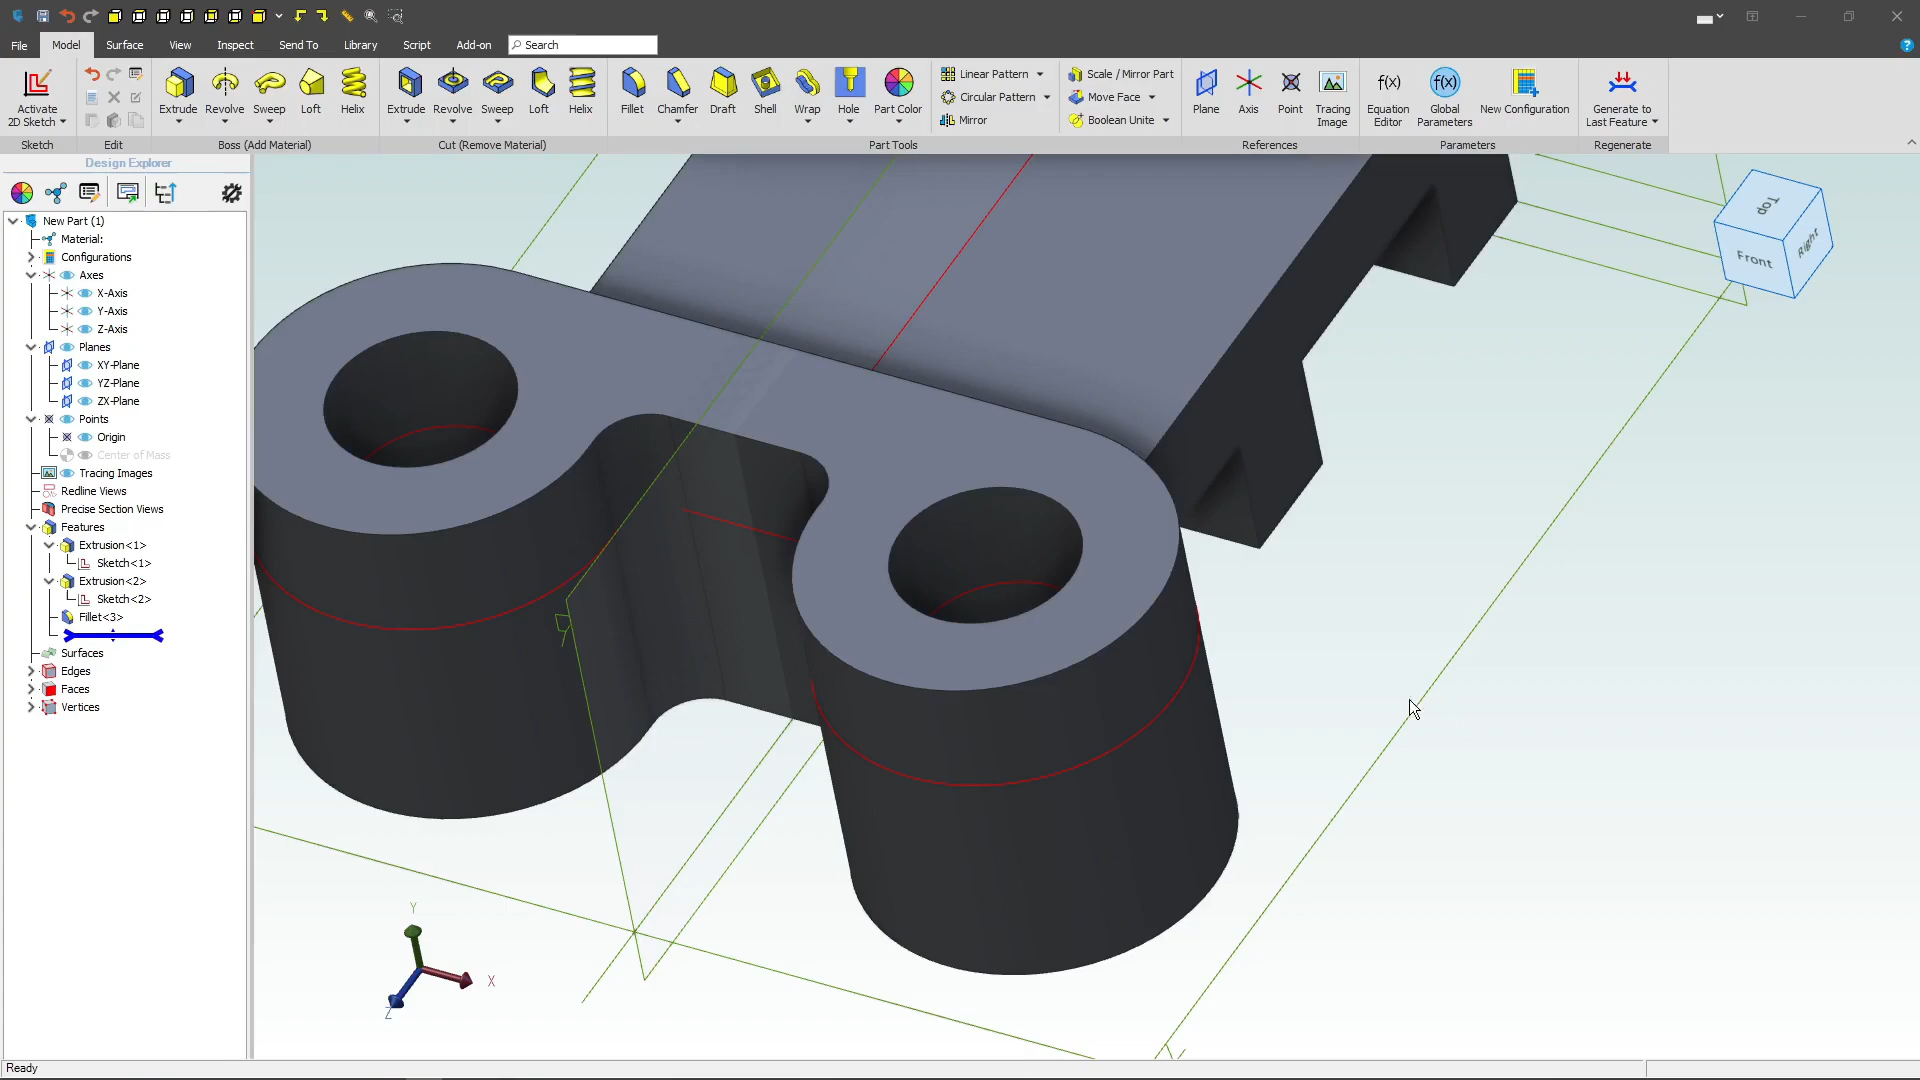 File Model Surface View Inspect Send To Library Script Add-on Search
Activate 2D Sketch
Extrude Revolve Sweep Loft Helix
Extrude Revolve Sweep Loft Helix
Fillet Chamfer Draft Shell Wrap Hole Part Color
Linear Pattern
Circular Pattern
Mirror
Scale / Mirror Part
Move Face
Boolean Unite
Plane Axis Point Tracing Image
f(x) Equation Editor
f(x) Global Parameters
New Configuration
Generate to Last Feature
Sketch Edit Boss (Add Material) Cut (Remove Material) Part Tools References Parameters Regenerate
Design Explorer
New Part (1)
Material:
Configurations
Axes
X-Axis
Y-Axis
Z-Axis
Planes
XY-Plane
YZ-Plane
ZX-Plane
Points
Origin
Center of Mass
Tracing Images
Redline Views
Precise Section Views
Features
Extrusion<1>
Sketch<1>
Extrusion<2>
Sketch<2>
Fillet<3>
Surfaces
Edges
Faces
Vertices
Top
Front
Right
Y
X
Z
Ready